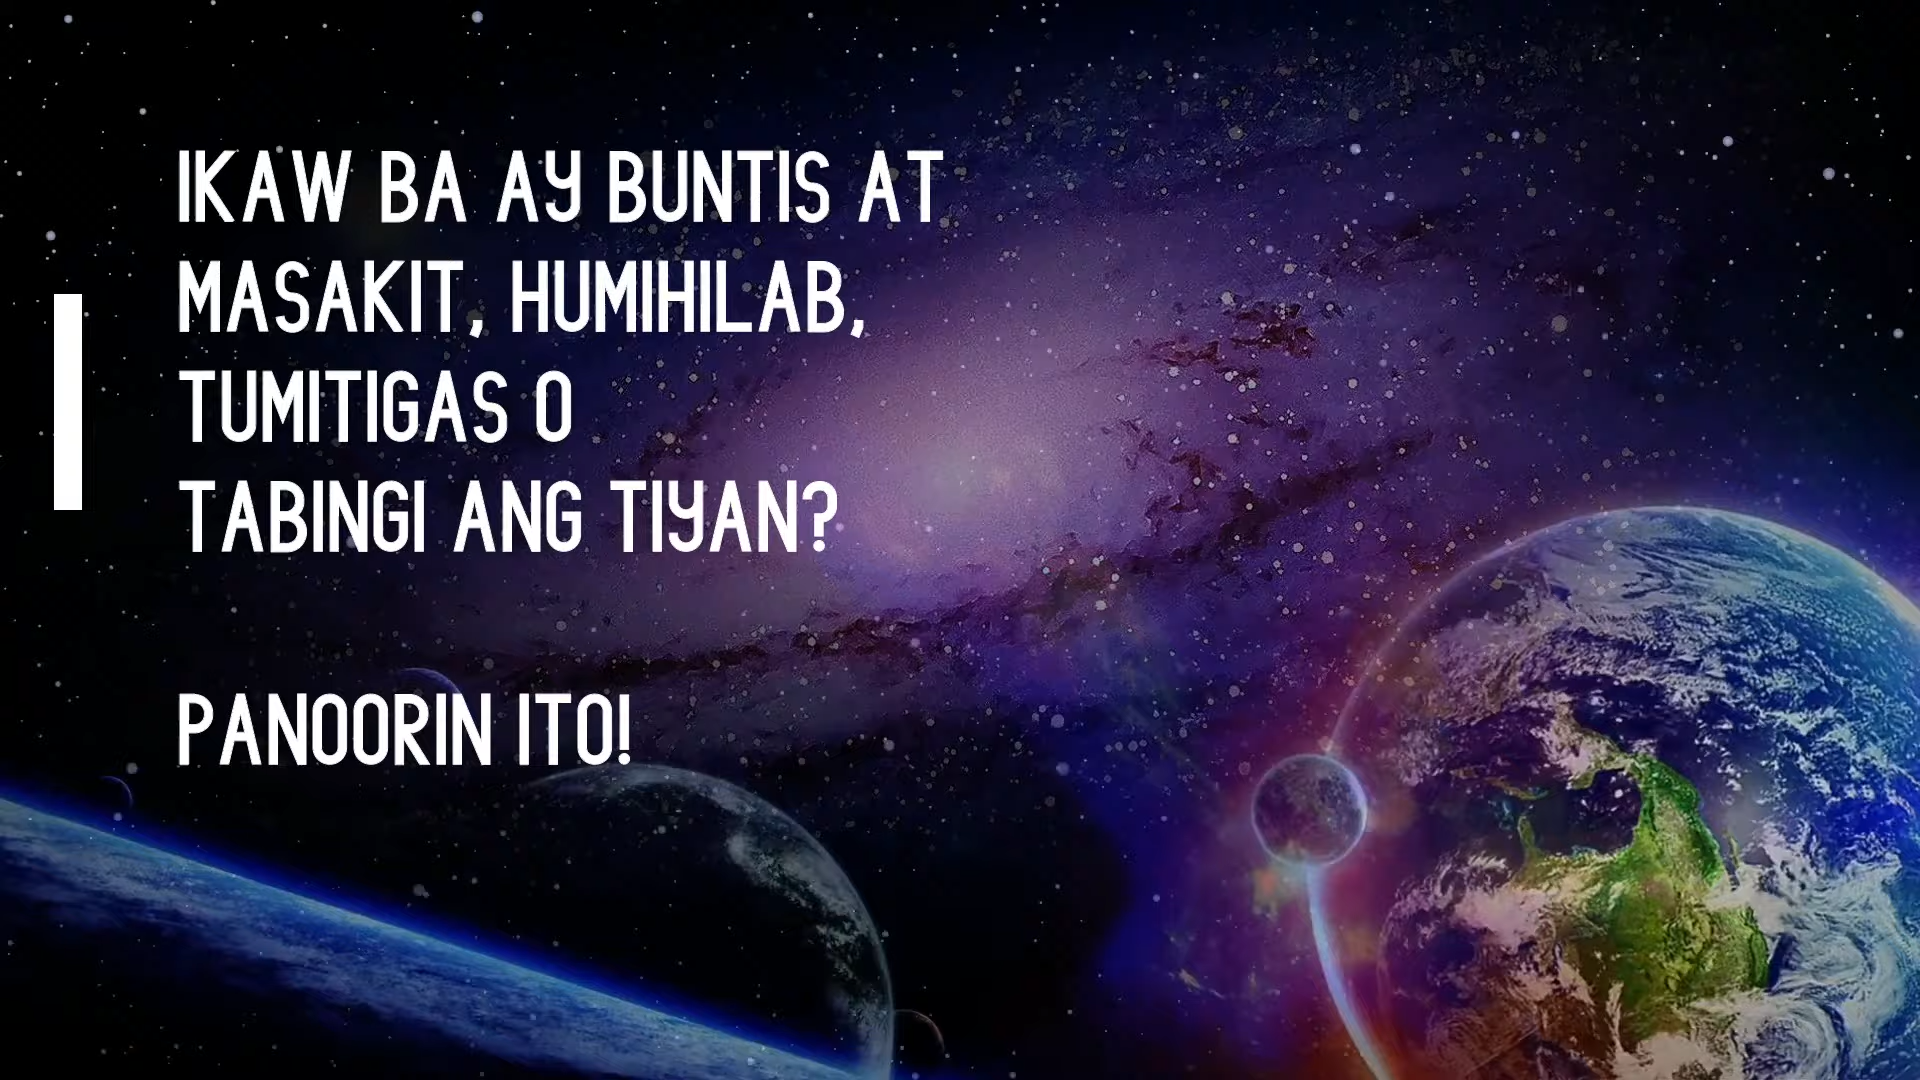 IKAW BA AY BUNTIS AT
MASAKIT, HUMIHILAB,
TUMITIGAS O
TABINGI ANG TIYAN?
PANOORIN ITO!